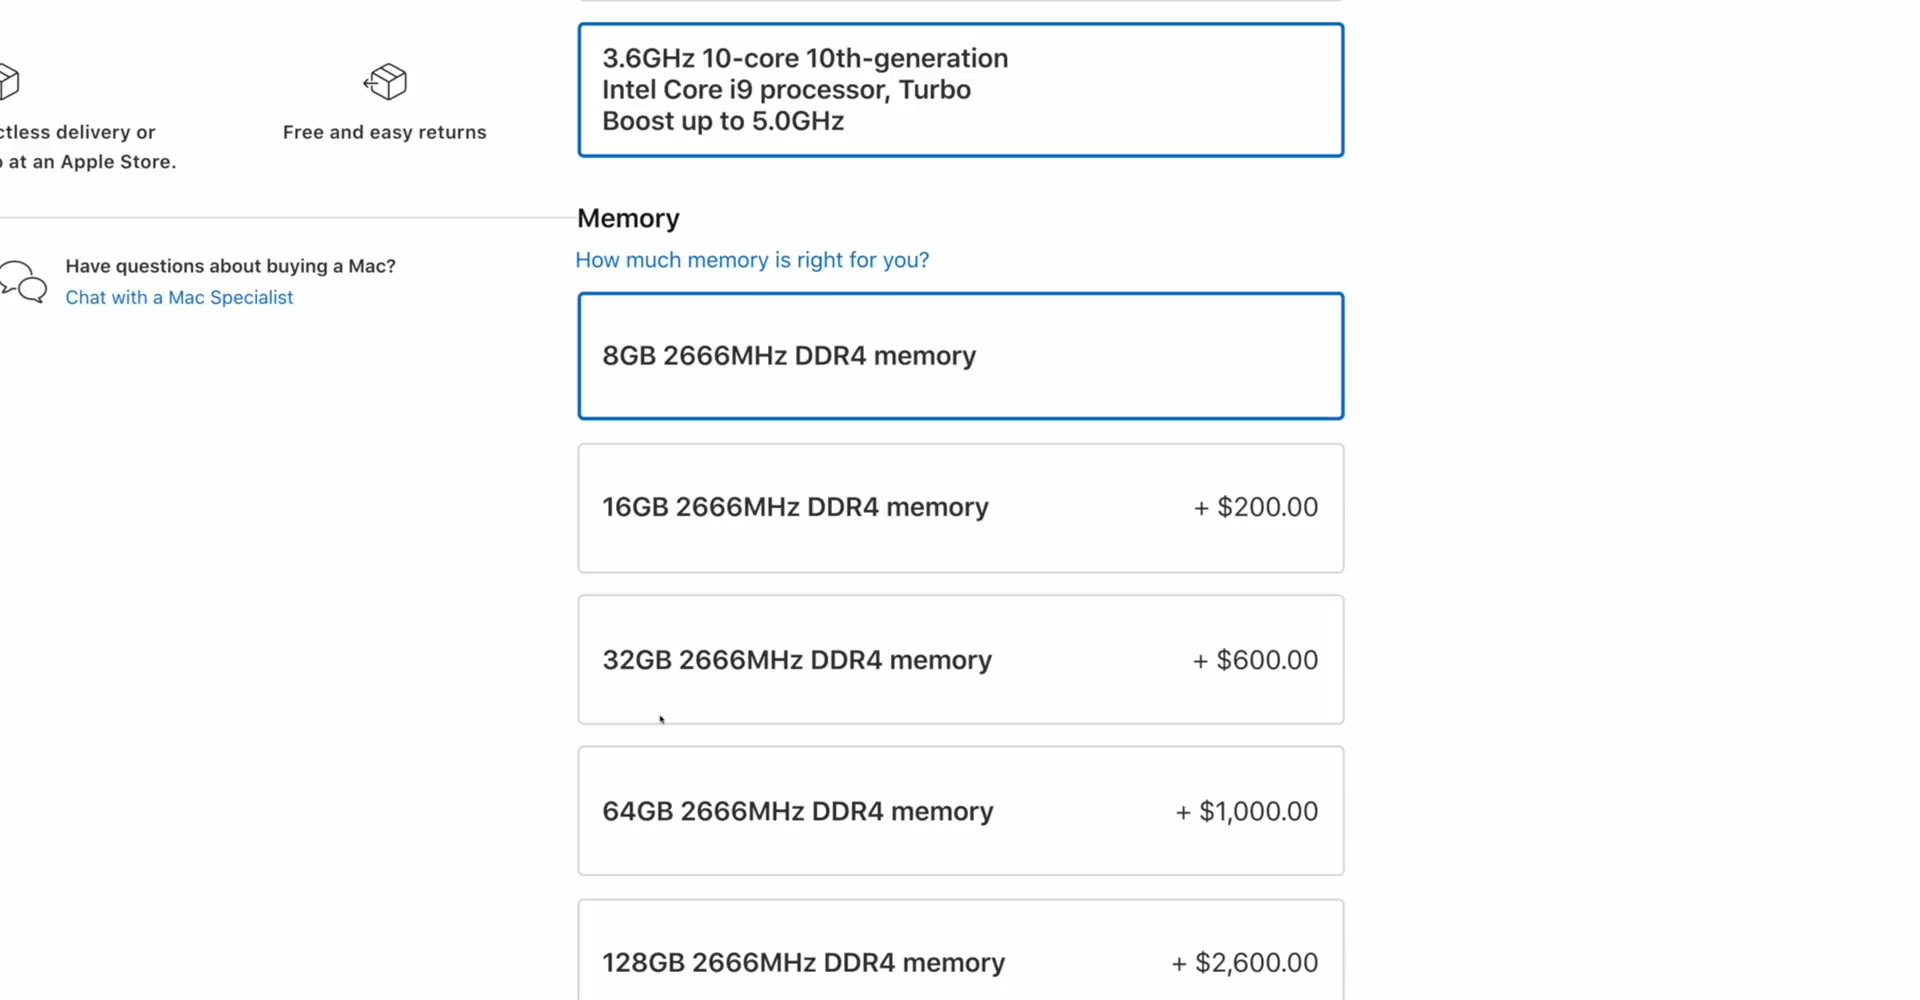 3.6GHz 10-core 10th-generation
Intel Core i9 processor, Turbo
Boost up to 5.0GHz
delivery or
at an Apple Store.
Free and easy returns
Have questions about buying a Mac?
Chat with a Mac Specialist
Memory
How much memory is right for you?
8GB 2666MHz DDR4 memory
16GB 2666MHz DDR4 memory + $200.00
32GB 2666MHz DDR4 memory + $600.00
64GB 2666MHz DDR4 memory + $1,000.00
128GB 2666MHz DDR4 memory + $2,600.00